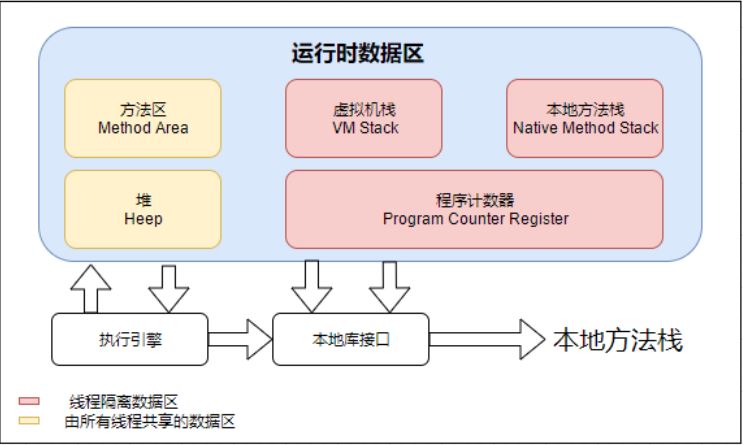 运行时数据区
方法区
Method Area
虚拟机栈
VM Stack
本地方法栈
Native Method Stack
堆
Heep
程序计数器
Program Counter Register
执行引擎
本地库接口
本地方法栈
线程隔离数据区
由所有线程共享的数据区